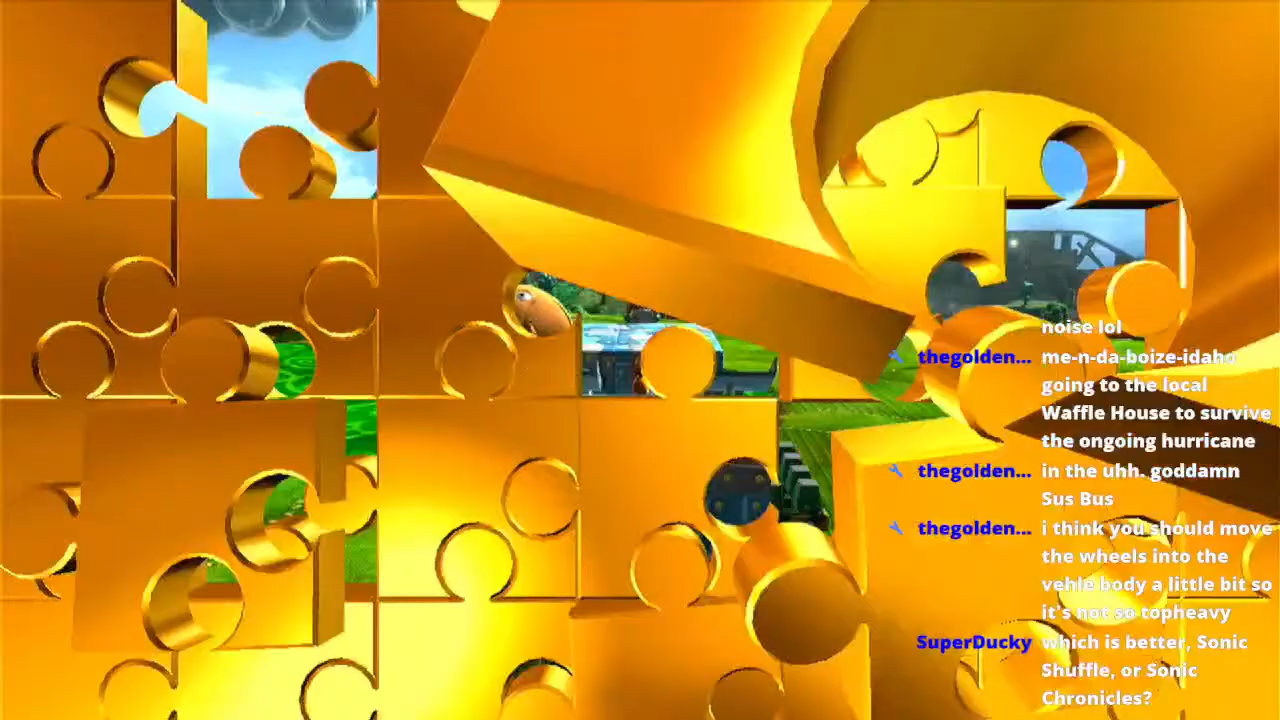 noise lol
thegolden... me-n-da-boize-idaho
going to the local
Waffle House to survive
the ongoing hurricane
thegolden... in the uhh. goddamn
Sus Bus
thegolden... i think you should move
the wheels into the
vehle body a little bit so
it's not so topheavy
SuperDucky which is better, Sonic
Shuffle, or Sonic
Chronicles?